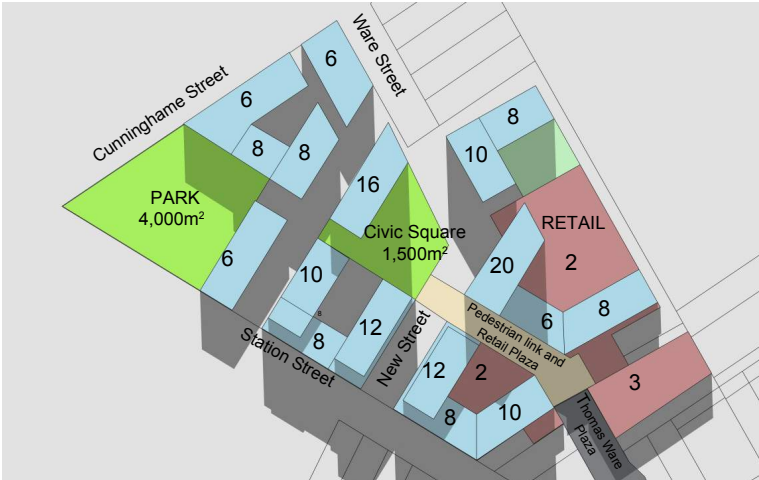 Cunninghame Street
Ware Street
6
6
8
8
8
10
PARK
4,000m²
16
RETAIL
2
Civic Square
1,500m²
6
20
10
8
8
12
6
8
Pedestrian link and
Retail Plaza
Station Street
New Street
12
2
8
10
3
Thomas Ware
Plaza